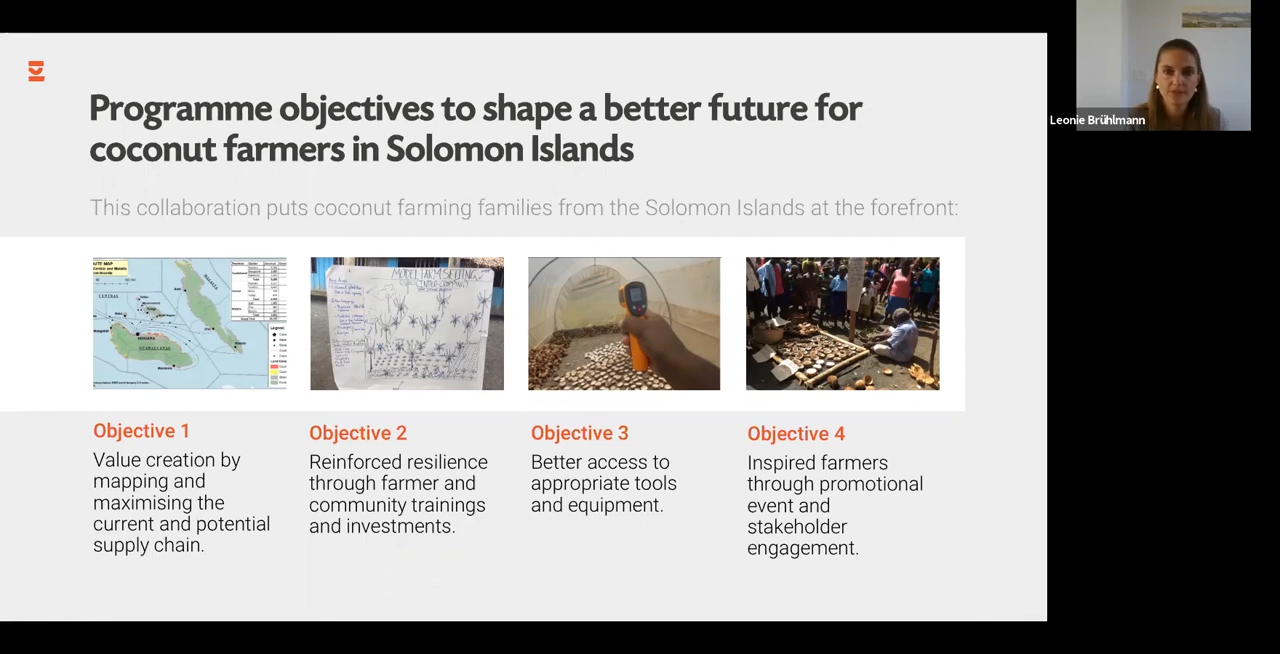 Programme objectives to shape a better future for
coconut farmers in Solomon Islands
Leonie Brühlmann
This collaboration puts coconut farming families from the Solomon Islands at the forefront:
MODEL FARM SETTING
Objective 1
Value creation by
mapping and
maximising the
current and potential
supply chain.
Objective 2
Reinforced resilience
through farmer and
community trainings
and investments.
Objective 3
Better access to
appropriate tools
and equipment.
Objective 4
Inspired farmers
through promotional
event and
stakeholder
engagement.